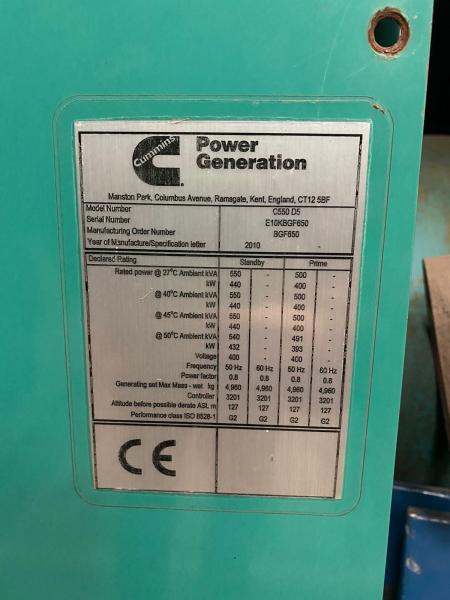 Cummins
Power
Generation
Manston Park, Columbus Avenue, Ramsgate, Kent, England, CT12 5BF
Model Number C550 D5
Serial Number E10KBGF650
Manufacturing Order Number BGF650
Year of Manufacture/Specification letter 2010 -
Declared Rating Standby Prime
Rated power @ 27°C Ambient kVA 550 - 500 -
kW 440 - 400 -
@ 40°C Ambient kVA 550 - 500 -
kW 440 - 400 -
@ 45°C Ambient kVA 550 - 500 -
kW 440 - 400 -
@ 50°C Ambient kVA 540 - 491 -
kW 432 - 393 -
Voltage 400 - 400 -
Frequency 50 Hz 60 Hz 50 Hz 60 Hz
Power factor 0.8 0.8 0.8 0.8
Generating set Max Mass - wet kg 4,960 4,960 4,960 4,960
Controller 3201 3201 3201 3201
Altitude before possible derate ASL m 127 127 127 127
Performance class ISO 8528-1 G2 G2 G2 G2
CE